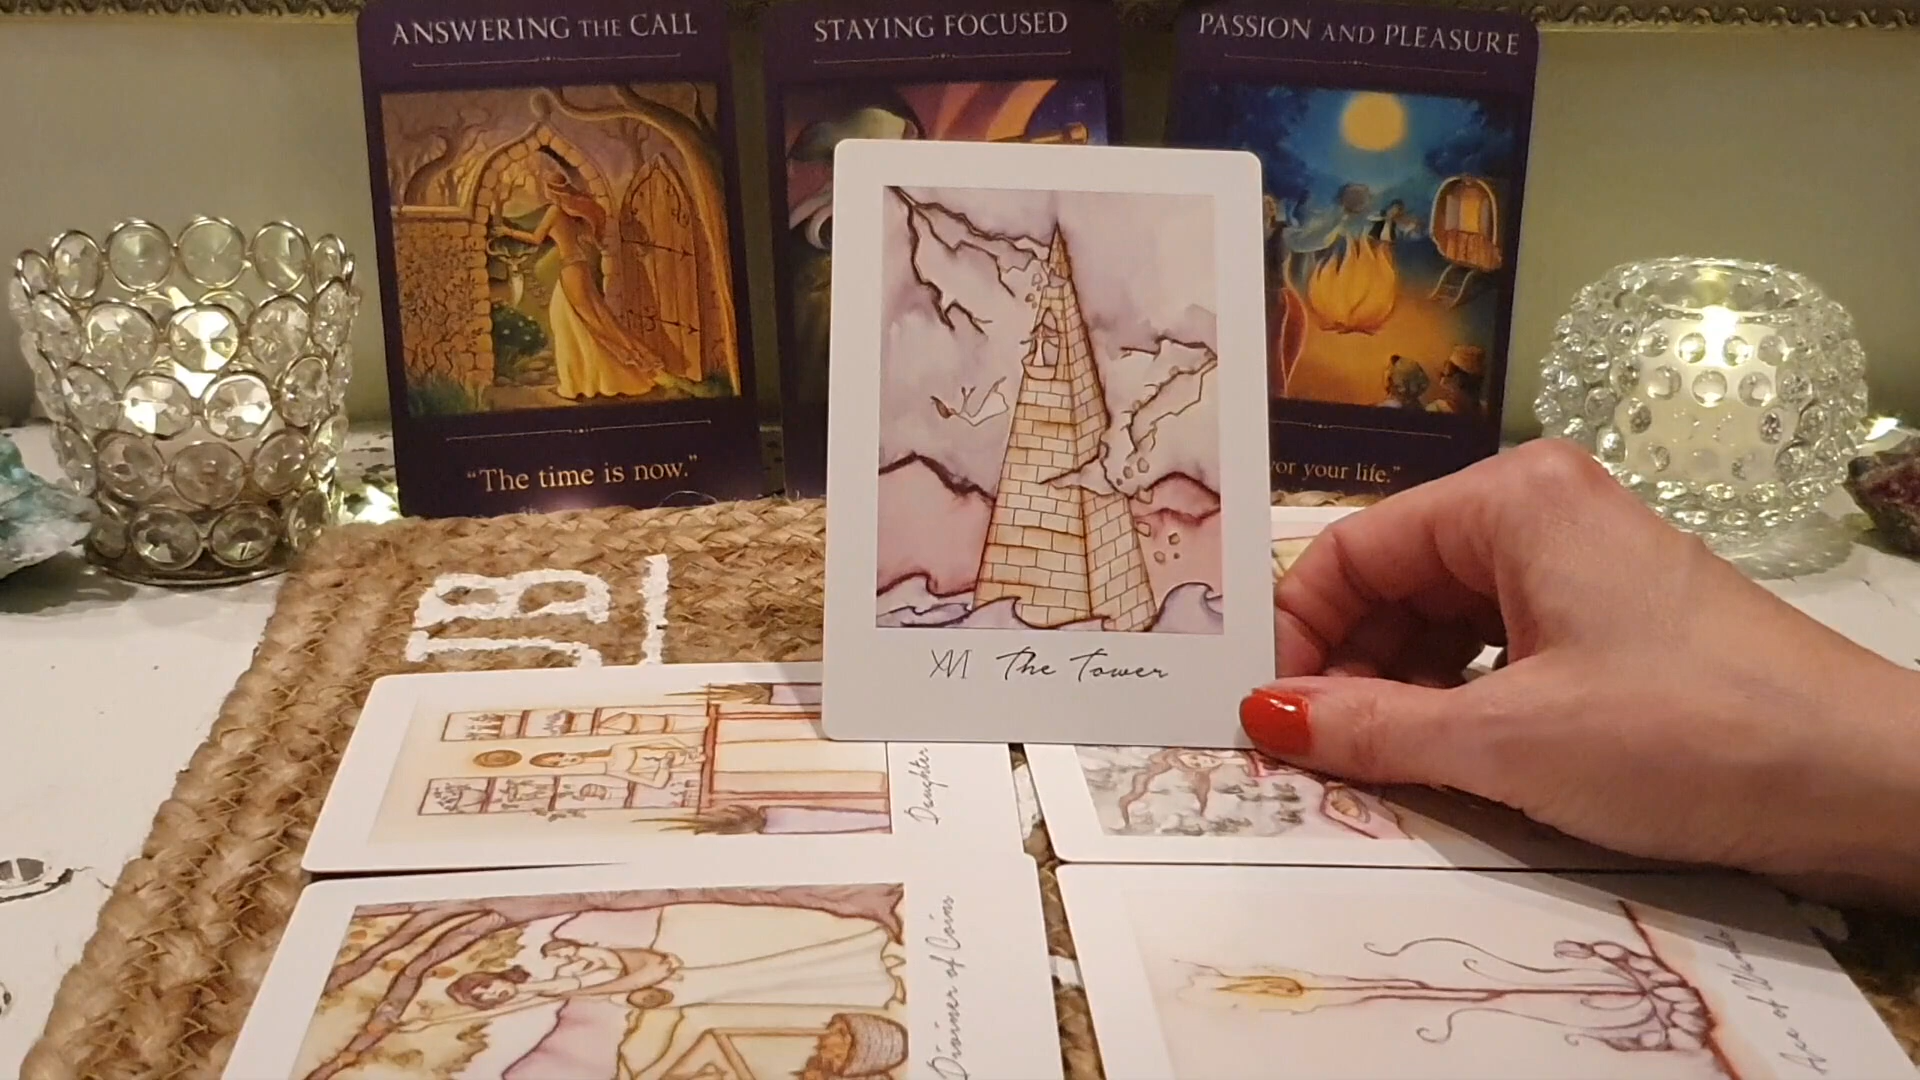 ANSWERING THE CALL
STAYING FOCUSED
PASSION AND PLEASURE
"The time is now."
your life."
XVI The Tower
Daughter
Diviner of Coins
Ace of Wands